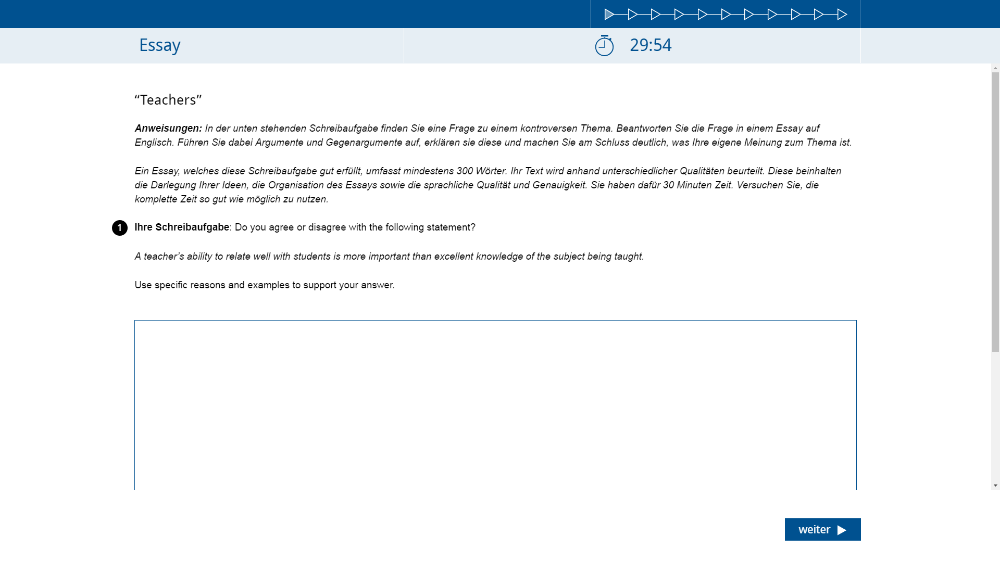 Essay
29:54
“Teachers”
Anweisungen: In der unten stehenden Schreibaufgabe finden Sie eine Frage zu einem kontroversen Thema. Beantworten Sie die Frage in einem Essay auf
Englisch. Führen Sie dabei Argumente und Gegenargumente auf, erklären sie diese und machen Sie am Schluss deutlich, was Ihre eigene Meinung zum Thema ist.
Ein Essay, welches diese Schreibaufgabe gut erfüllt, umfasst mindestens 300 Wörter. Ihr Text wird anhand unterschiedlicher Qualitäten beurteilt. Diese beinhalten
die Darlegung Ihrer Ideen, die Organisation des Essays sowie die sprachliche Qualität und Genauigkeit. Sie haben dafür 30 Minuten Zeit. Versuchen Sie, die
komplette Zeit so gut wie möglich zu nutzen.
1 Ihre Schreibaufgabe: Do you agree or disagree with the following statement?
A teacher’s ability to relate well with students is more important than excellent knowledge of the subject being taught.
Use specific reasons and examples to support your answer.
weiter